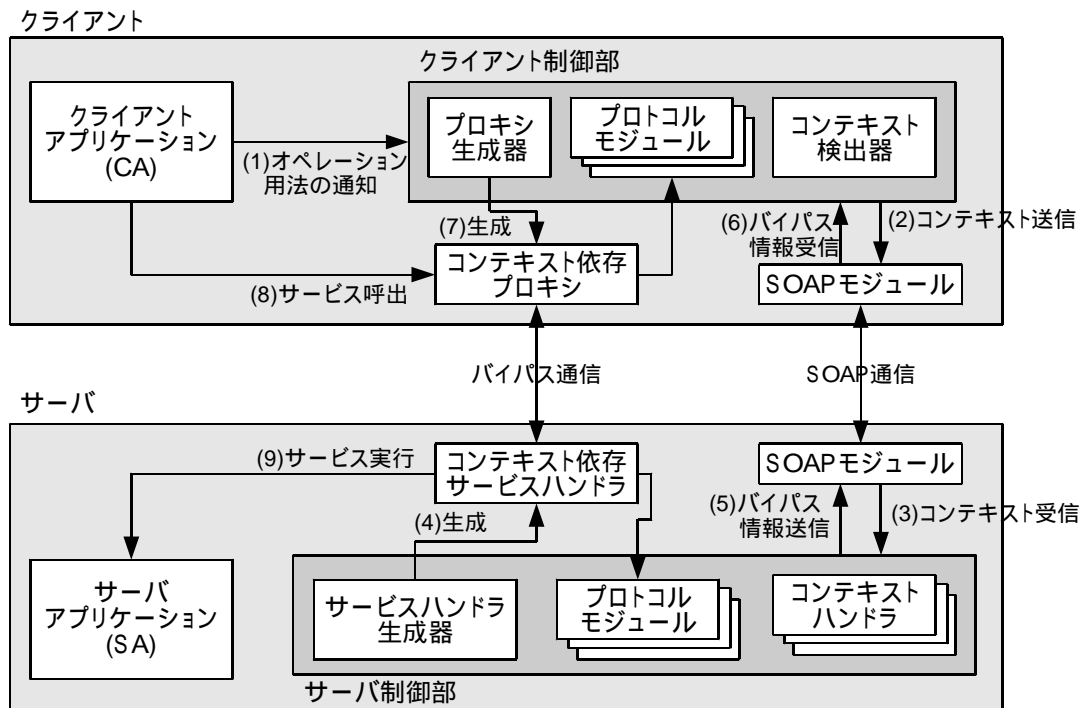 クライアント
クライアント制御部
クライアント
アプリケーション
(CA)
(1)オペレーション
用法の通知
プロキシ
生成器
プロトコル
モジュール
コンテキスト
検出器
(7)生成
(6)バイパス
情報受信
(2)コンテキスト送信
(8)サービス呼出
コンテキスト依存
プロキシ
SOAPモジュール
バイパス通信
SOAP通信
サーバ
(9)サービス実行
コンテキスト依存
サービスハンドラ
SOAPモジュール
(4)生成
(5)バイパス
情報送信
(3)コンテキスト受信
サーバ
アプリケーション
(SA)
サービスハンドラ
生成器
プロトコル
モジュール
コンテキスト
ハンドラ
サーバ制御部